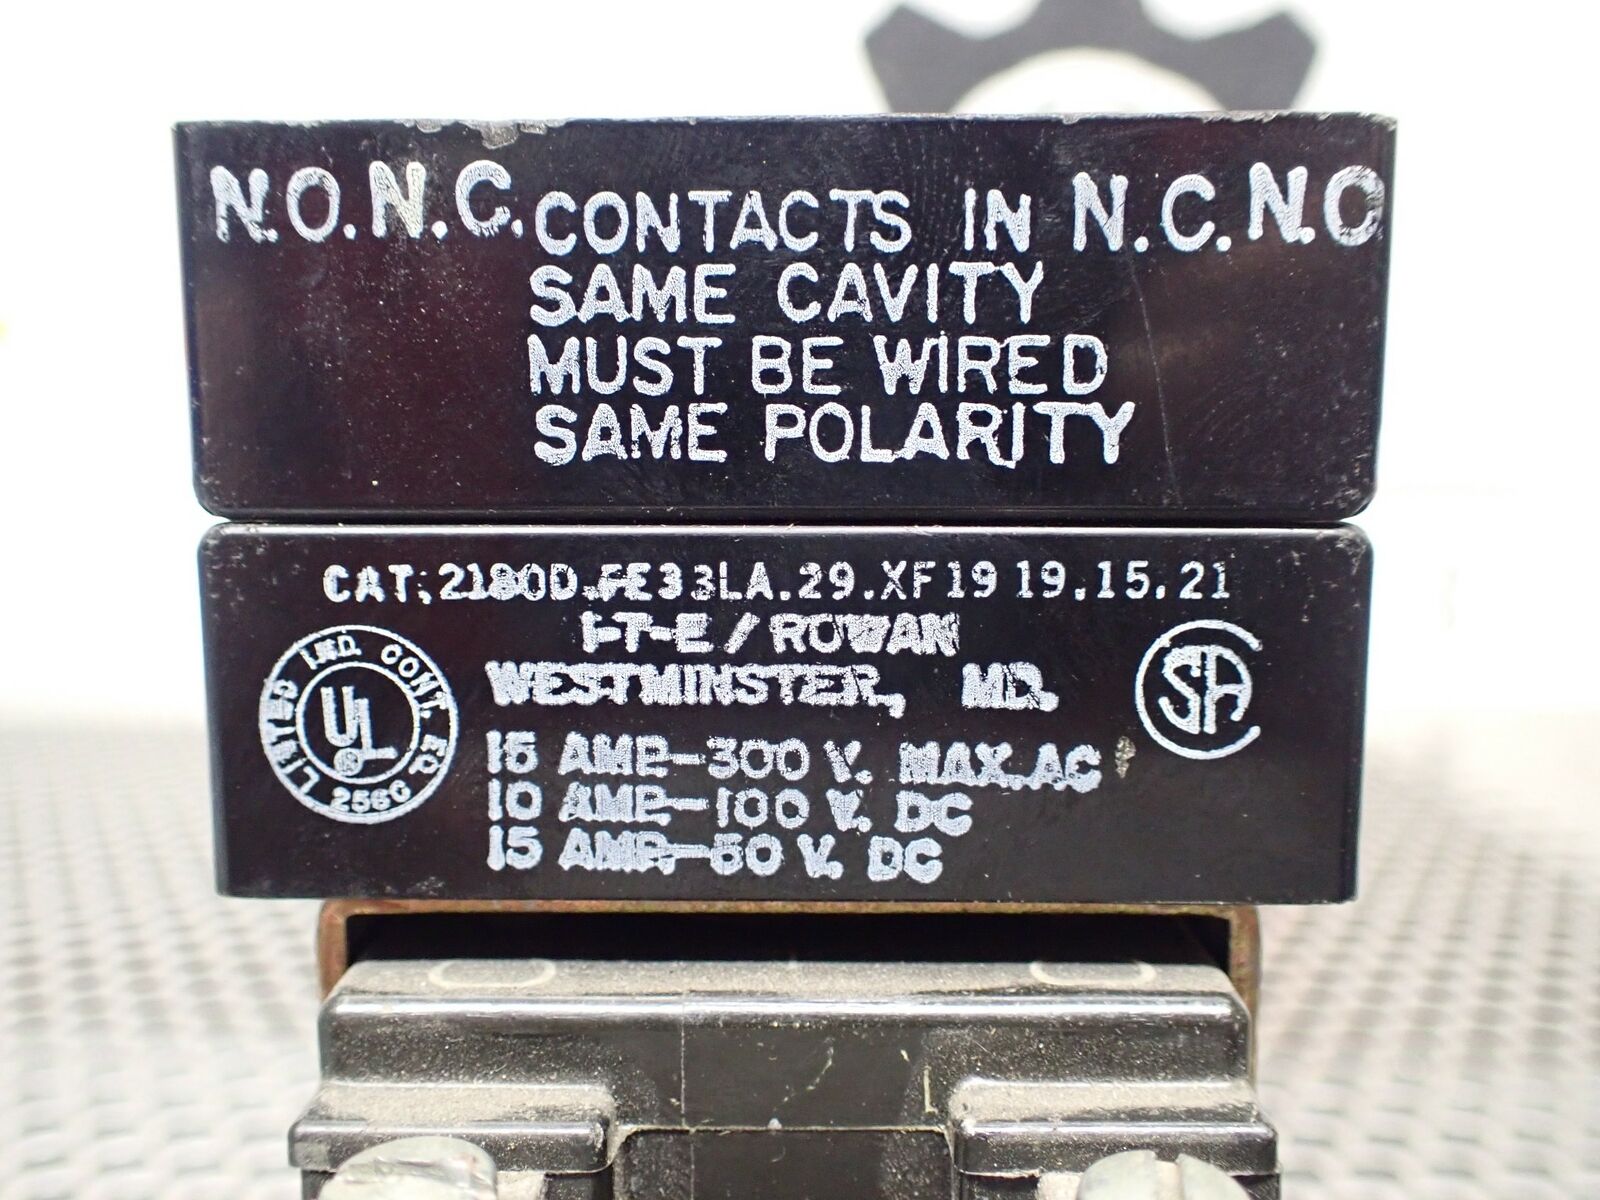 N.O. N.C. CONTACTS IN N.C. N.O
SAME CAVITY
MUST BE WIRED
SAME POLARITY
CAT. 2180D.FE33LA.29.XF19 19.15.21
I-T-E / ROWAN
WESTMINSTER, MD.
15 AMP.-300 V. MAX. AC
10 AMP.-100 V. DC
15 AMP.-50 V. DC
LISTED IND. CONT. EQ.
256C
UL
SA